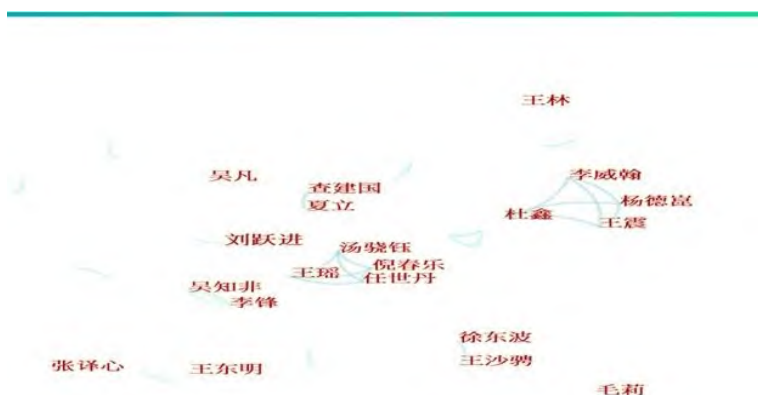 王林
吴凡
李威翰
查建国
杨德嵩
夏立
杜鑫
王震
刘跃进
汤骁钰
倪春乐
王瑶
任世丹
吴知非
李锋
徐东波
张译心
王东明
王沙骋
毛莉